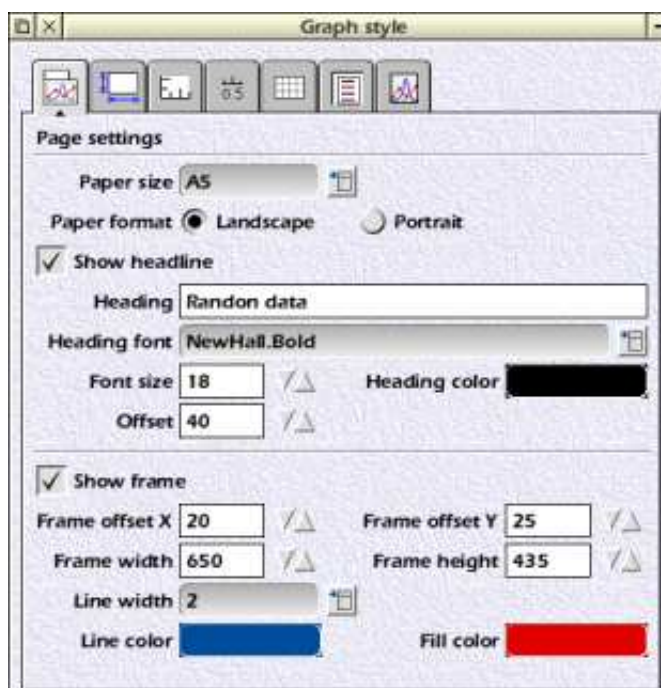 Graph style
0.5
Page settings
Paper size A5
Paper format Landscape Portrait
Show headline
Heading Randon data
Heading font NewHall.Bold
Font size 18 Heading color
Offset 40
Show frame
Frame offset X 20 Frame offset Y 25
Frame width 650 Frame height 435
Line width 2
Line color Fill color